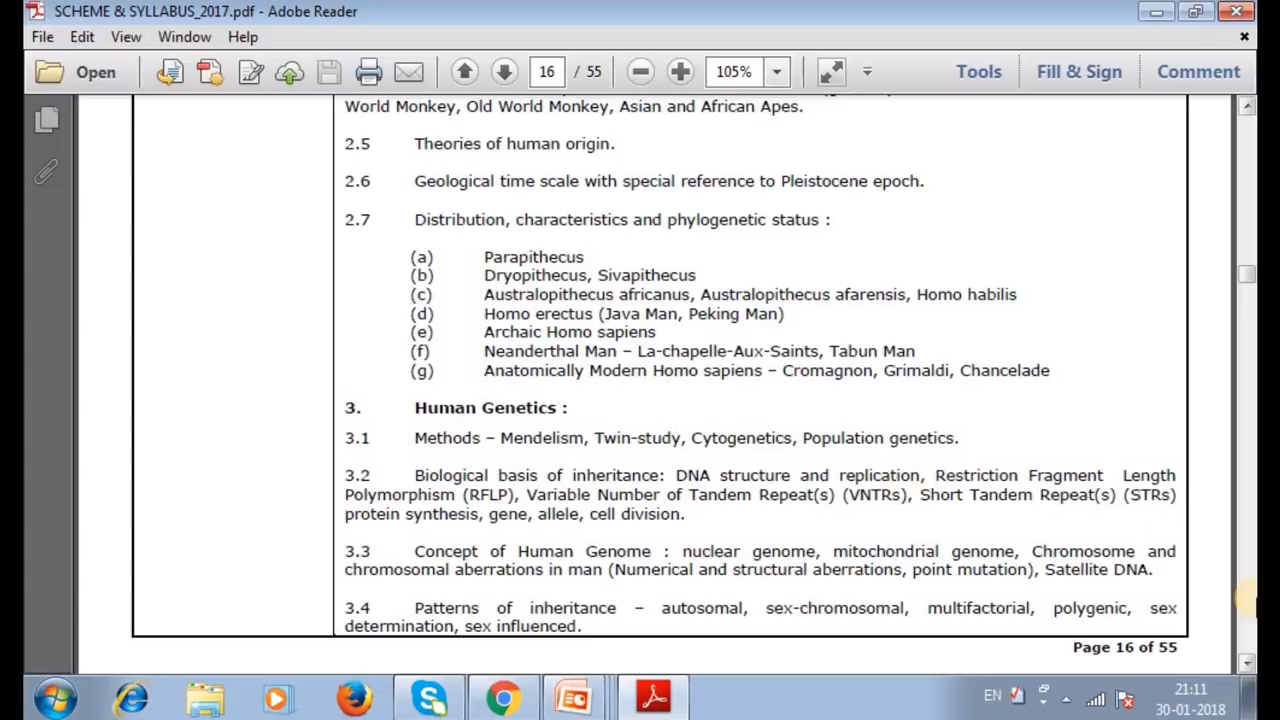 SCHEME & SYLLABUS_2017.pdf - Adobe Reader
File Edit View Window Help
Open 16 / 55 105% Tools Fill & Sign Comment
World Monkey, Old World Monkey, Asian and African Apes.
2.5 Theories of human origin.
2.6 Geological time scale with special reference to Pleistocene epoch.
2.7 Distribution, characteristics and phylogenetic status :
(a) Parapithecus
(b) Dryopithecus, Sivapithecus
(c) Australopithecus africanus, Australopithecus afarensis, Homo habilis
(d) Homo erectus (Java Man, Peking Man)
(e) Archaic Homo sapiens
(f) Neanderthal Man – La-chapelle-Aux-Saints, Tabun Man
(g) Anatomically Modern Homo sapiens – Cromagnon, Grimaldi, Chancelade
3. Human Genetics :
3.1 Methods – Mendelism, Twin-study, Cytogenetics, Population genetics.
3.2 Biological basis of inheritance: DNA structure and replication, Restriction Fragment Length
Polymorphism (RFLP), Variable Number of Tandem Repeat(s) (VNTRs), Short Tandem Repeat(s) (STRs)
protein synthesis, gene, allele, cell division.
3.3 Concept of Human Genome : nuclear genome, mitochondrial genome, Chromosome and
chromosomal aberrations in man (Numerical and structural aberrations, point mutation), Satellite DNA.
3.4 Patterns of inheritance – autosomal, sex-chromosomal, multifactorial, polygenic, sex
determination, sex influenced.
Page 16 of 55
EN 21:11
30-01-2018